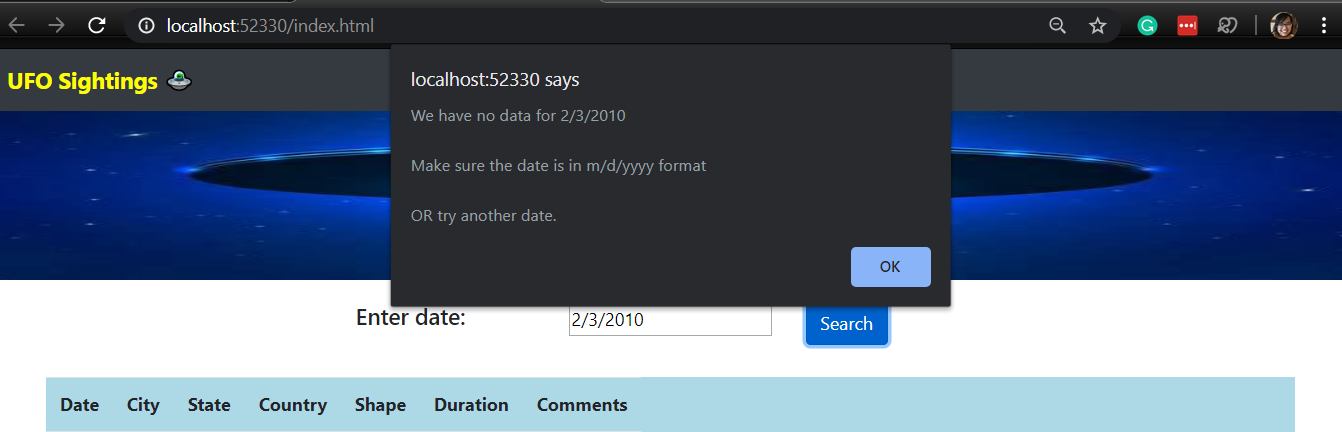 localhost:52330/index.html
UFO Sightings
localhost:52330 says
We have no data for 2/3/2010
Make sure the date is in m/d/yyyy format
OR try another date.
OK
Enter date:
2/3/2010
Search
Date City State Country Shape Duration Comments